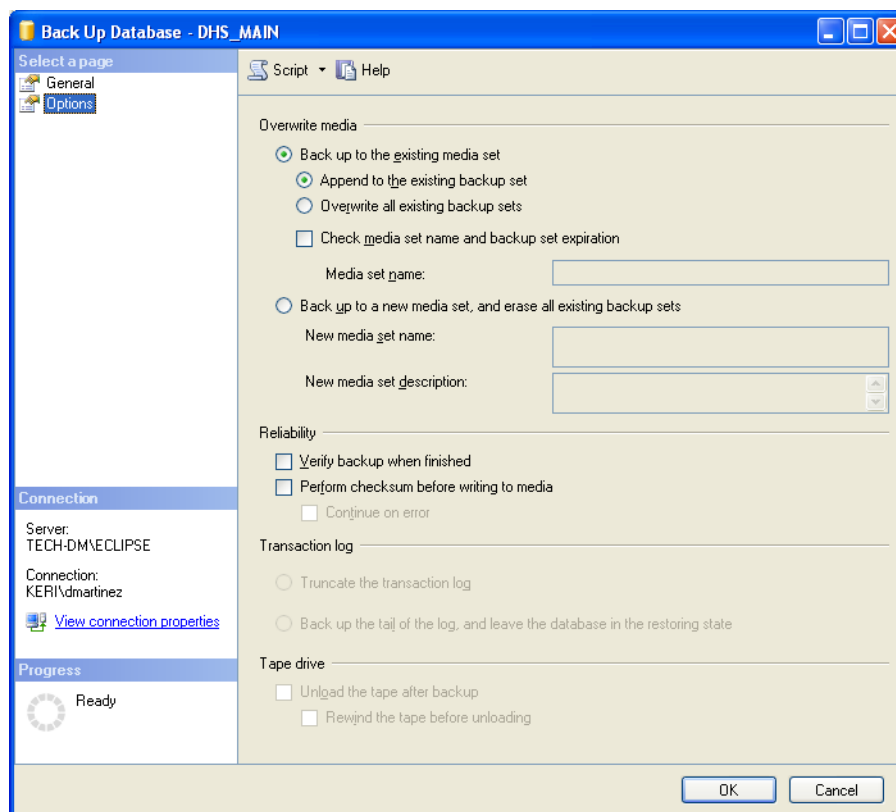 Back Up Database - DHS_MAIN
Select a page
General
Options
Script
Help
Overwrite media
Back up to the existing media set
Append to the existing backup set
Overwrite all existing backup sets
Check media set name and backup set expiration
Media set name:
Back up to a new media set, and erase all existing backup sets
New media set name:
New media set description:
Reliability
Verify backup when finished
Perform checksum before writing to media
Continue on error
Transaction log
Truncate the transaction log
Back up the tail of the log, and leave the database in the restoring state
Tape drive
Unload the tape after backup
Rewind the tape before unloading
Connection
Server:
TECH-DM\ECLIPSE
Connection:
KERI\dmartinez
View connection properties
Progress
Ready
OK
Cancel